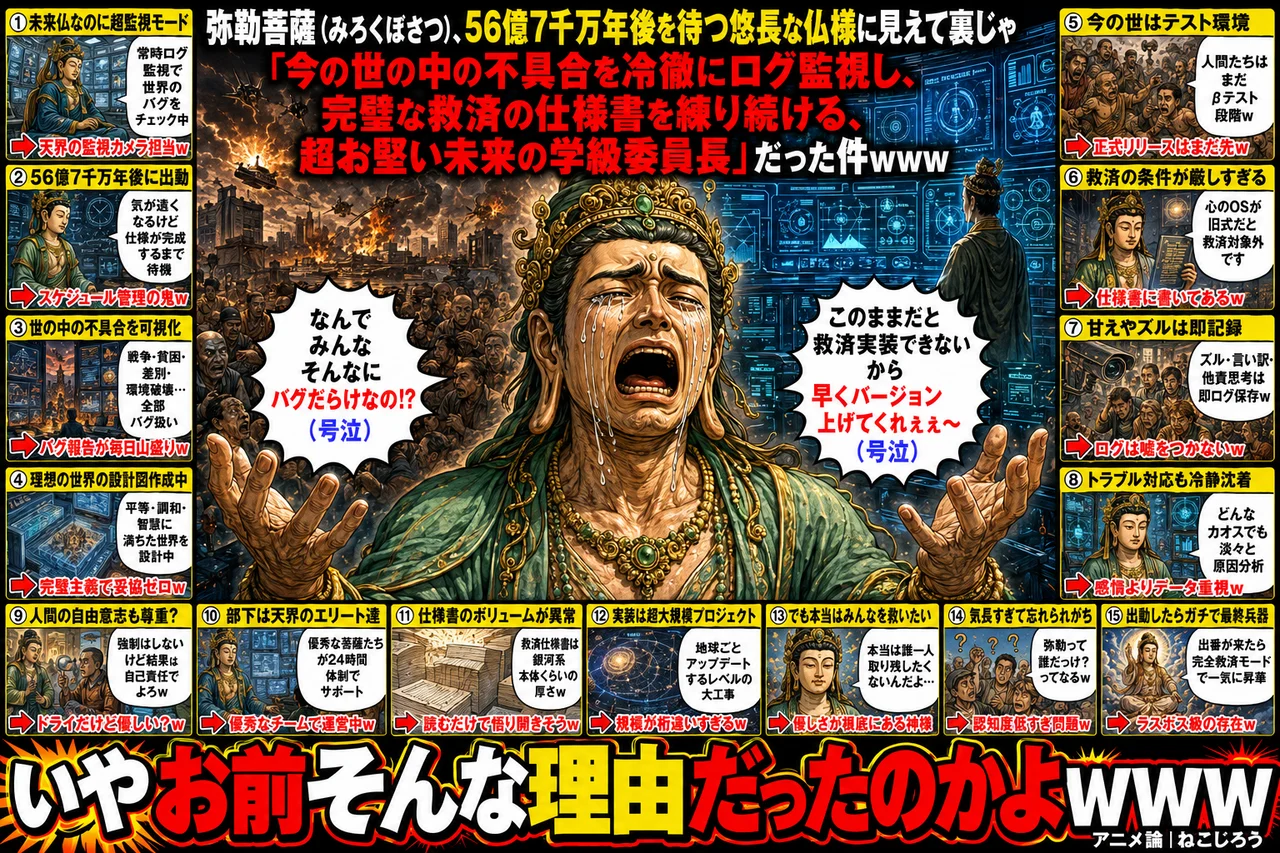 弥勒菩薩(みろくぼさつ)、56億7千万年後を待つ悠長な仏様に見えて裏じゃ
「今の世の中の不具合を冷徹にログ監視し、
完璧な救済の仕様書を練り続ける、
超お堅い未来の学級委員長」だった件www
①未来仏なのに超監視モード
常時ログ
監視で
世界の
バグを
チェック中
天界の監視カメラ担当w
②56億7千万年後に出動
気が遠く
なるけど
仕様が完成
するまで
待機
スケジュール管理の鬼w
③世の中の不具合を可視化
戦争・貧困・
差別・
環境破壊…
全部
バグ扱い
バグ報告が毎日山盛りw
④理想の世界の設計図作成中
平等・調和・
智慧に
満ちた世界を
設計中
完璧主義で妥協ゼロw
なんで
みんな
そんなに
バグだらけなの!?
(号泣)
このままだと
救済実装できない
から
早くバージョン
上げてくれぇぇ～
(号泣)
⑤今の世はテスト環境
人間たちは
まだ
βテスト
段階w
正式リリースはまだ先w
⑥救済の条件が厳しすぎる
心のOSが
旧式だと
救済対象外
です
仕様書に書いてあるw
⑦甘えやズルは即記録
ズル・言い訳・
他責思考は
即ログ保存w
ログは嘘をつかないw
⑧トラブル対応も冷静沈着
どんな
カオスでも
淡々と
原因分析
感情よりデータ重視w
⑨人間の自由意志も尊重?
強制はしない
けど結果は
自己責任で
よろw
ドライだけど優しい?w
⑩部下は天界のエリート達
優秀な菩薩たち
が24時間
体制で
サポート
優秀なチームで運営中w
⑪仕様書のボリュームが異常
救済仕様書は
銀河系
本体くらいの
厚さw
読むだけで悟り開きそうw
⑫実装は超大規模プロジェクト
地球ごと
アップデート
するレベルの
大工事
規模が桁違いすぎるw
⑬でも本当はみんなを救いたい
本当は誰一人
取り残したく
ないんだよ…
優しさが根底にある神様
⑭気長すぎて忘れられがち
?
?
?
?
弥勒って
誰だっけ?
ってなるw
認知度低すぎ問題w
⑮出動したらガチで最終兵器
出番が来たら
完全救済モード
で一気に昇華
ラスボス級の存在w
いやお前そんな理由だったのかよwww
アニメ論|ねこじろう